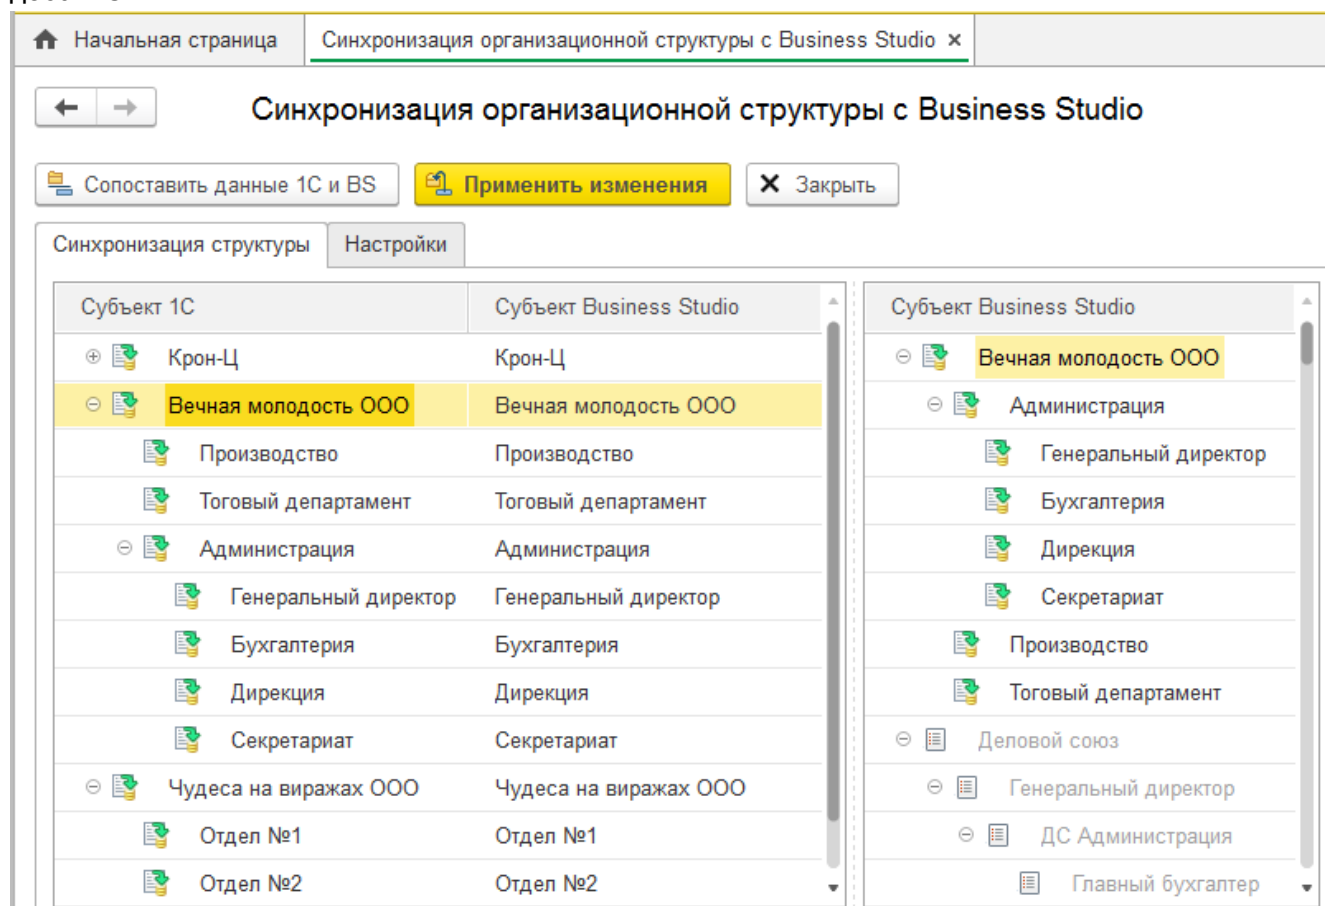 Начальная страница
Синхронизация организационной структуры с Business Studio ×
Синхронизация организационной структуры с Business Studio
Сопоставить данные 1С и BS
Применить изменения
Закрыть
Синхронизация структуры
Настройки
Субъект 1С Субъект Business Studio
Крон-Ц Крон-Ц
Вечная молодость ООО Вечная молодость ООО
Производство Производство
Тоговый департамент Тоговый департамент
Администрация Администрация
Генеральный директор Генеральный директор
Бухгалтерия Бухгалтерия
Дирекция Дирекция
Секретариат Секретариат
Чудеса на виражах ООО Чудеса на виражах ООО
Отдел №1 Отдел №1
Отдел №2 Отдел №2
Субъект Business Studio
Вечная молодость ООО
Администрация
Генеральный директор
Бухгалтерия
Дирекция
Секретариат
Производство
Тоговый департамент
Деловой союз
Генеральный директор
ДС Администрация
Главный бухгалтер